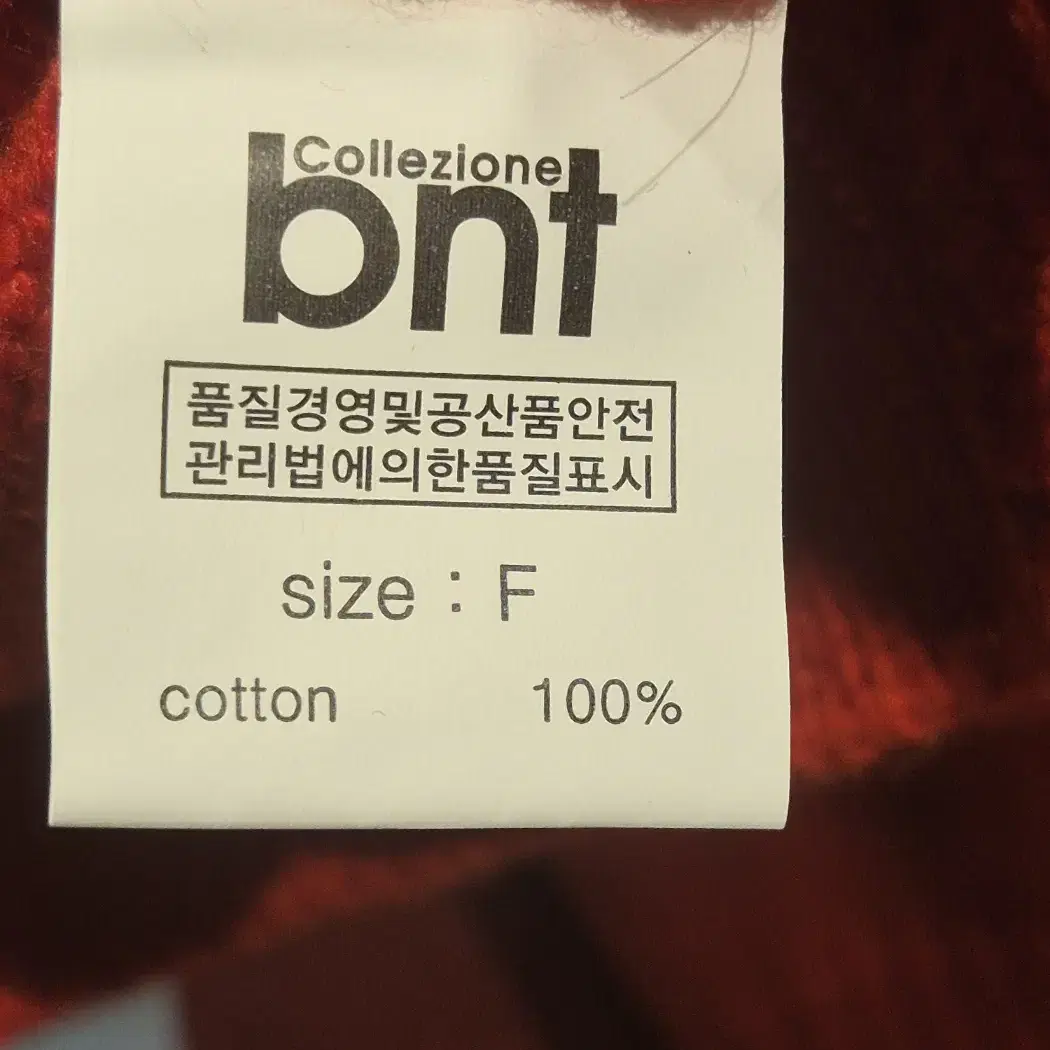 Collezione
bnt
품질경영및공산품안전
관리법에의한품질표시
size : F
cotton 100%